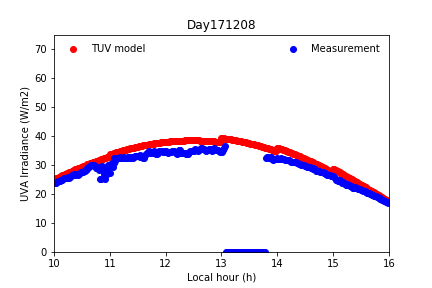 Day171208
TUV model
Measurement
UVA Irradiance (W/m2)
70
60
50
40
30
20
10
0
10 11 12 13 14 15 16
Local hour (h)